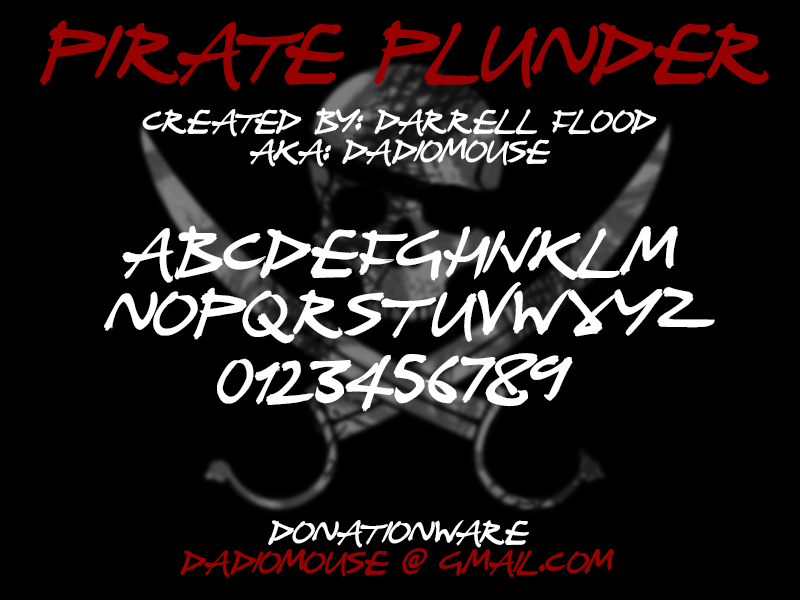 PIRATE PLUNDER
CREATED BY: DARRELL FLOOD
AKA: DADIOMOUSE
ABCDEFGHIJKLM
NOPQRSTUVWXYZ
0123456789
DONATIONWARE
DADIOMOUSE @ GMAIL.COM